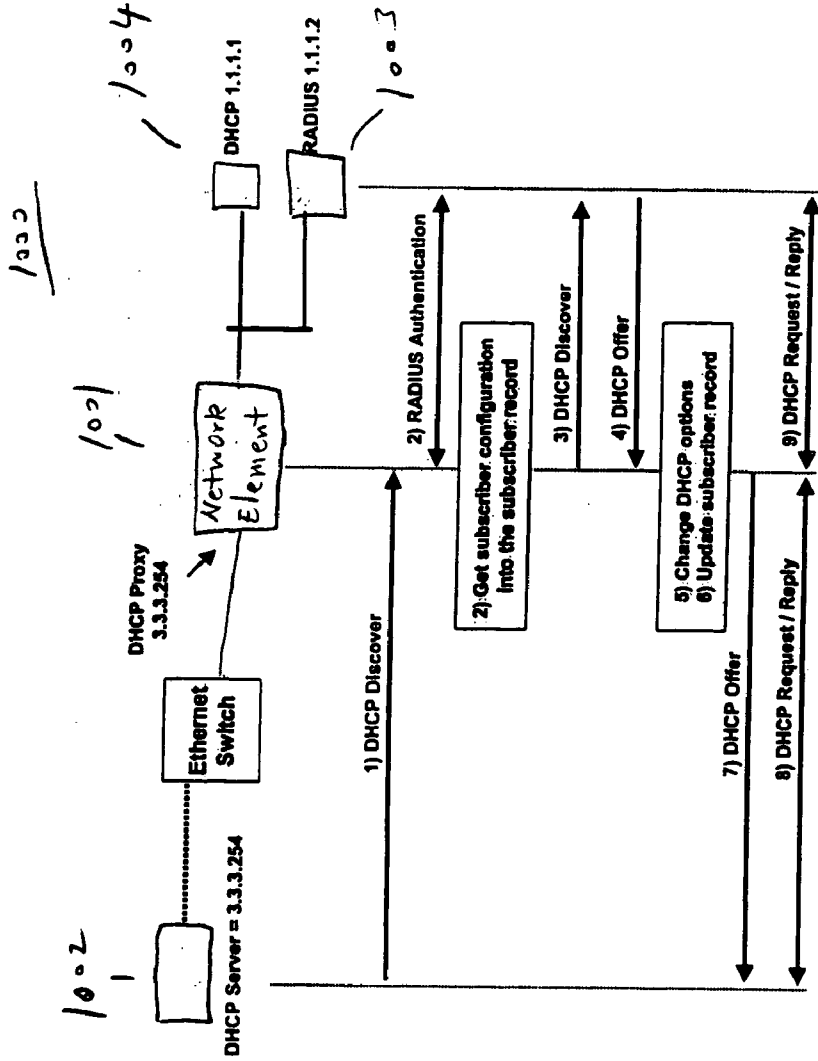 1000
1001
1002
1003
1004
DHCP Server = 3.3.3.254
Ethernet
Switch
DHCP Proxy
3.3.3.254
Network
Element
DHCP 1.1.1.1
RADIUS 1.1.1.2
1) DHCP Discover
2) RADIUS Authentication
2) Get subscriber configuration
into the subscriber record
3) DHCP Discover
4) DHCP Offer
5) Change DHCP options
6) Update subscriber record
7) DHCP Offer
8) DHCP Request / Reply
9) DHCP Request / Reply